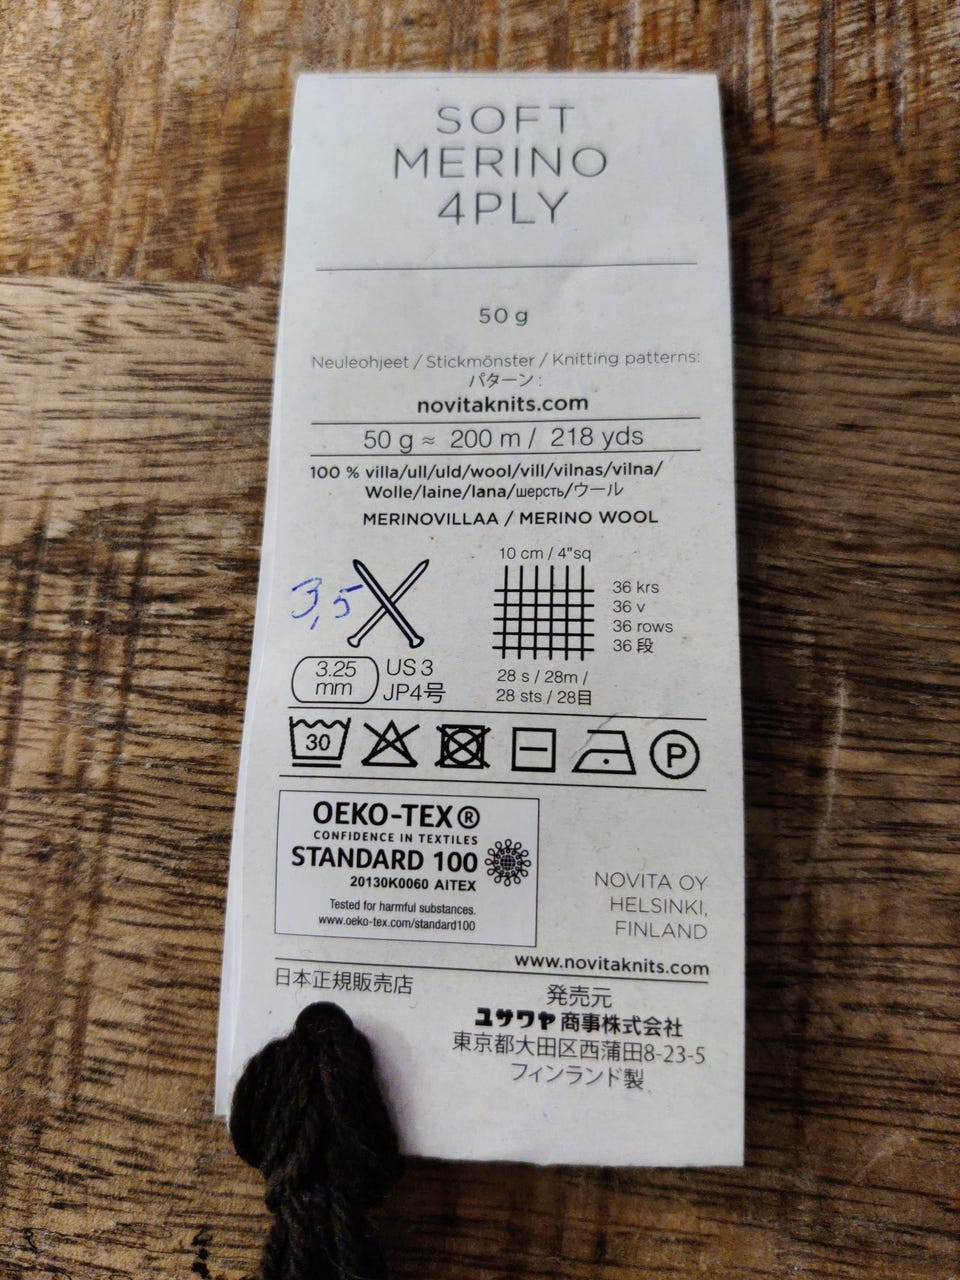 SOFT
MERINO
4PLY
50 g
Neuleohjeet / Stickmönster / Knitting patterns:
パターン :
novitaknits.com
50 g ≈ 200 m / 218 yds
100 % villa/ull/uld/wool/vill/vilnas/vilna/
Wolle/laine/lana/шерсть/ウール
MERINOVILLAA / MERINO WOOL
10 cm / 4"sq
3,5
36 krs
36 v
36 rows
36 段
3.25
mm
US 3
JP4号
28 s / 28m /
28 sts / 28目
30
P
OEKO-TEX®
CONFIDENCE IN TEXTILES
STANDARD 100
20130K0060 AITEX
Tested for harmful substances.
www.oeko-tex.com/standard100
NOVITA OY
HELSINKI,
FINLAND
www.novitaknits.com
日本正規販売店
発売元
ユサワヤ 商事株式会社
東京都大田区西蒲田8-23-5
フィンランド製